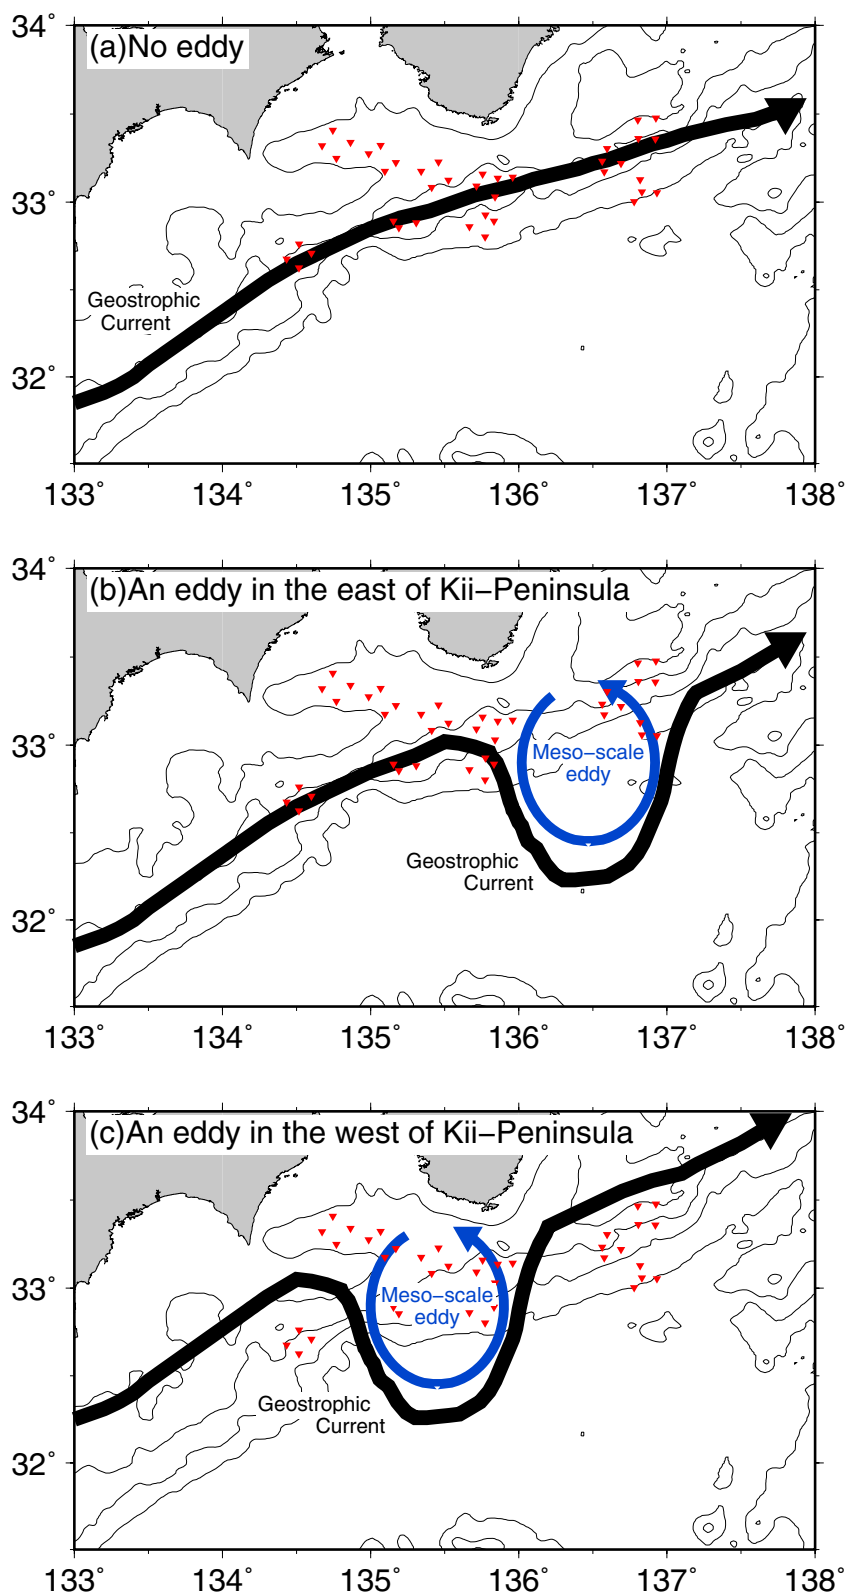 34°
(a)No eddy
33°
Geostrophic
Current
32°
133° 134° 135° 136° 137° 138°
34°
(b)An eddy in the east of Kii−Peninsula
33°
Meso−scale
eddy
Geostrophic
Current
32°
133° 134° 135° 136° 137° 138°
34°
(c)An eddy in the west of Kii−Peninsula
33°
Meso−scale
eddy
Geostrophic
Current
32°
133° 134° 135° 136° 137° 138°